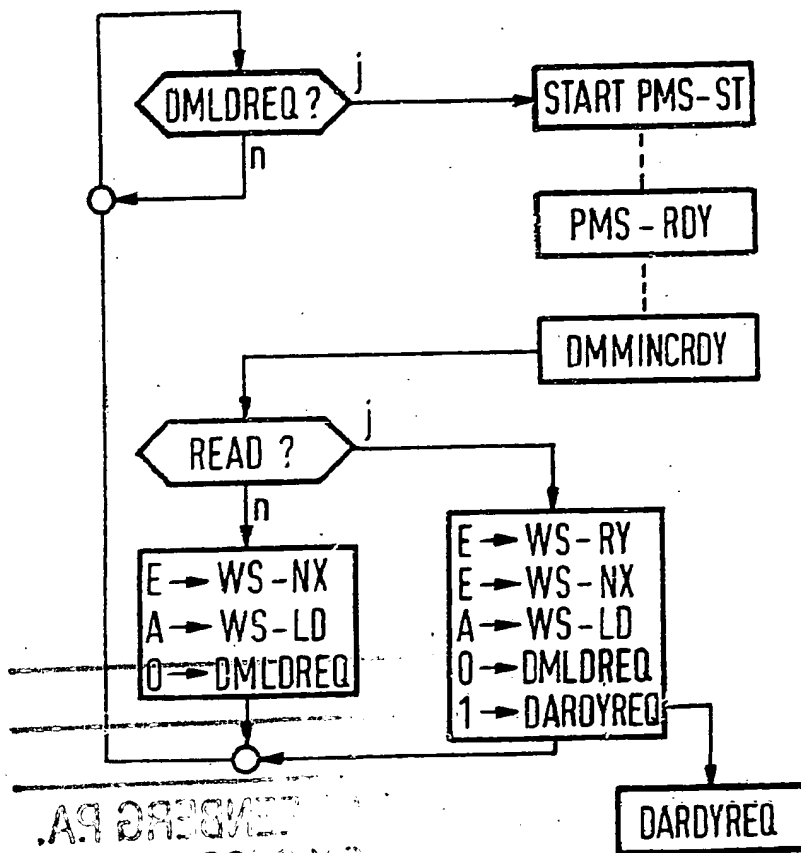 DMLDREQ ?
j
n
START PMS-ST
PMS-RDY
DMMINCRDY
READ ?
j
n
E → WS-NX
A → WS-LD
0 → DMLDREQ
E → WS-RY
E → WS-NX
A → WS-LD
0 → DMLDREQ
1 → DARDYREQ
DARDYREQ